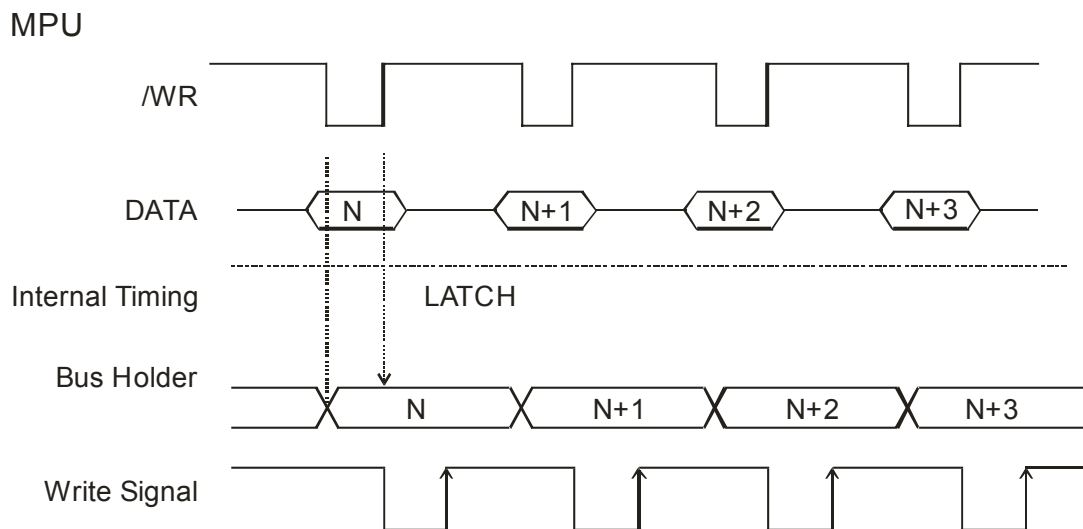 MPU
/WR
DATA N N+1 N+2 N+3
Internal Timing LATCH
Bus Holder N N+1 N+2 N+3
Write Signal